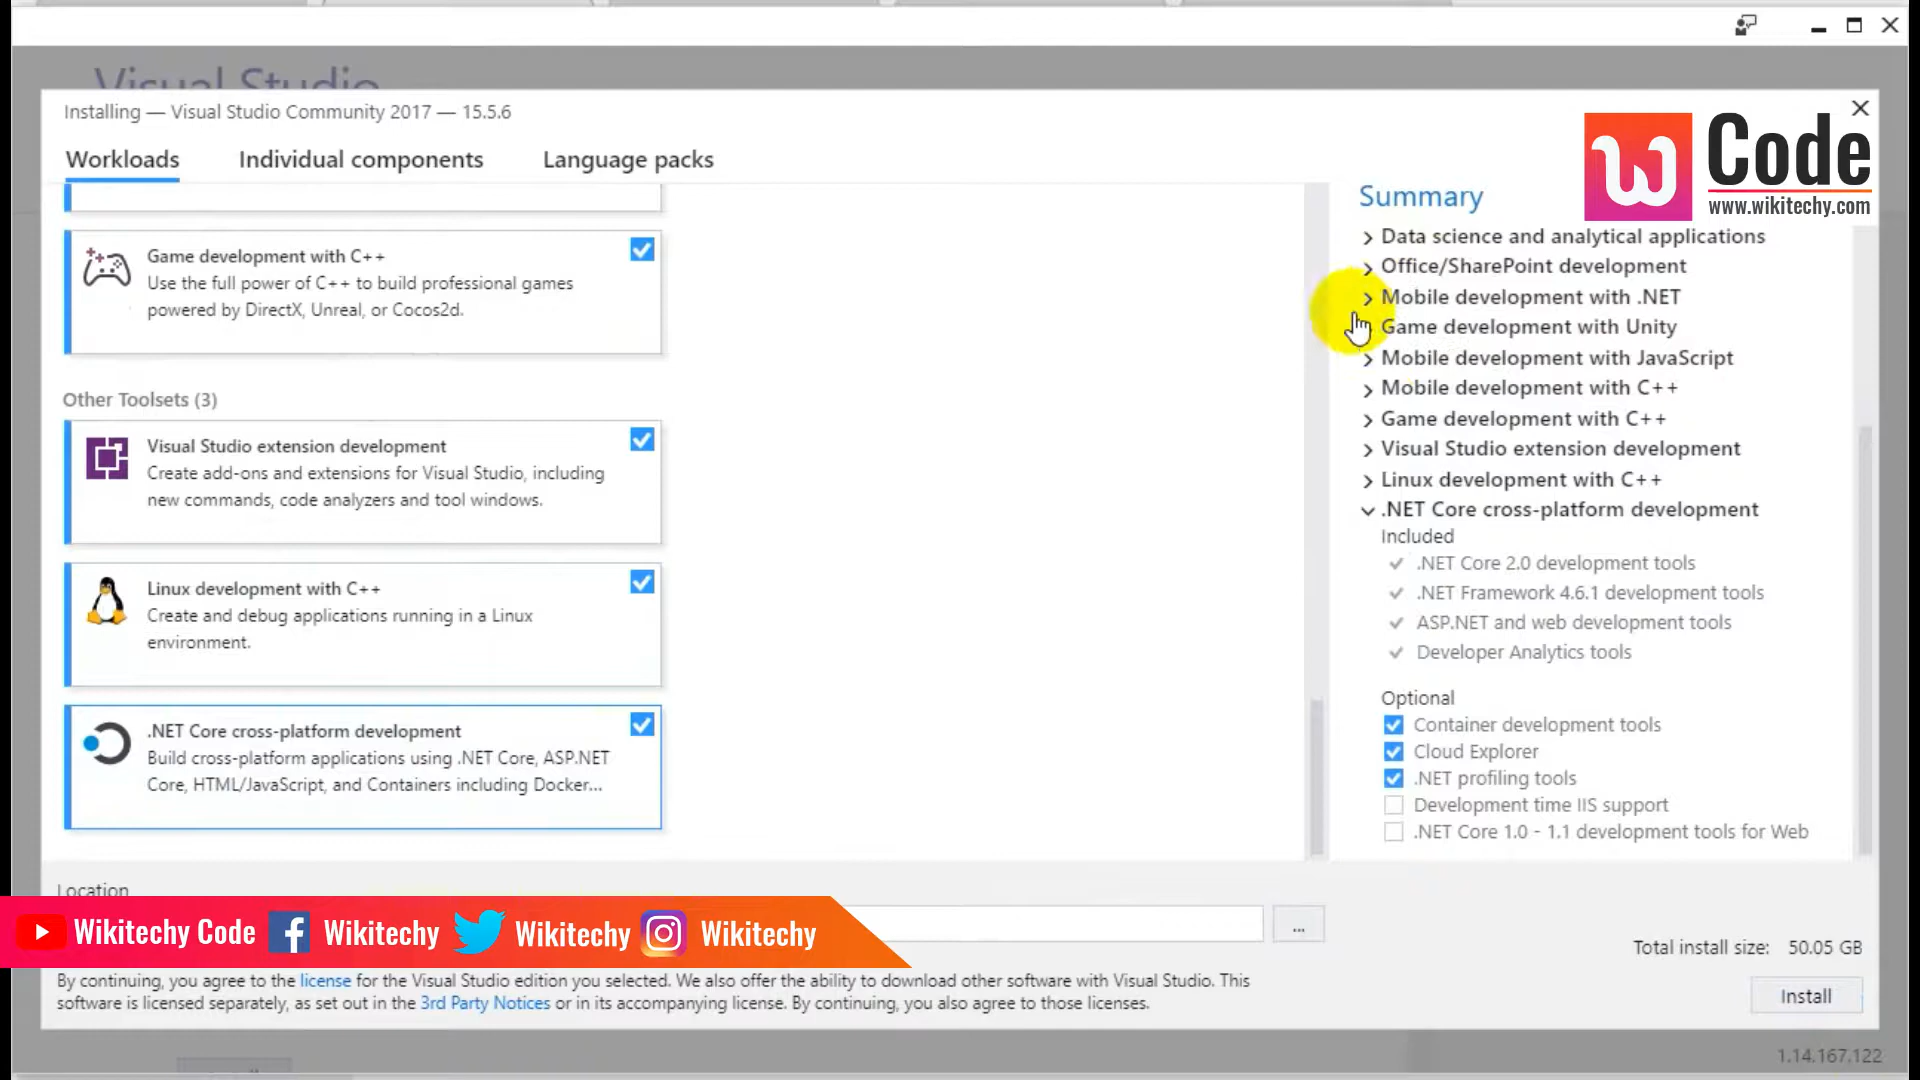 Visual Studio
Installing — Visual Studio Community 2017 — 15.5.6
Workloads
Individual components
Language packs
Code
www.wikitechy.com
Game development with C++
Use the full power of C++ to build professional games
powered by DirectX, Unreal, or Cocos2d.
Other Toolsets (3)
Visual Studio extension development
Create add-ons and extensions for Visual Studio, including
new commands, code analyzers and tool windows.
Linux development with C++
Create and debug applications running in a Linux
environment.
.NET Core cross-platform development
Build cross-platform applications using .NET Core, ASP.NET
Core, HTML/JavaScript, and Containers including Docker...
Summary
Data science and analytical applications
Office/SharePoint development
Mobile development with .NET
Game development with Unity
Mobile development with JavaScript
Mobile development with C++
Game development with C++
Visual Studio extension development
Linux development with C++
.NET Core cross-platform development
Included
.NET Core 2.0 development tools
.NET Framework 4.6.1 development tools
ASP.NET and web development tools
Developer Analytics tools
Optional
Container development tools
Cloud Explorer
.NET profiling tools
Development time IIS support
.NET Core 1.0 - 1.1 development tools for Web
Location
...
Wikitechy Code
Wikitechy
Wikitechy
Wikitechy
Total install size: 50.05 GB
By continuing, you agree to the license for the Visual Studio edition you selected. We also offer the ability to download other software with Visual Studio. This
software is licensed separately, as set out in the 3rd Party Notices or in its accompanying license. By continuing, you also agree to those licenses.
Install
1.14.167.122